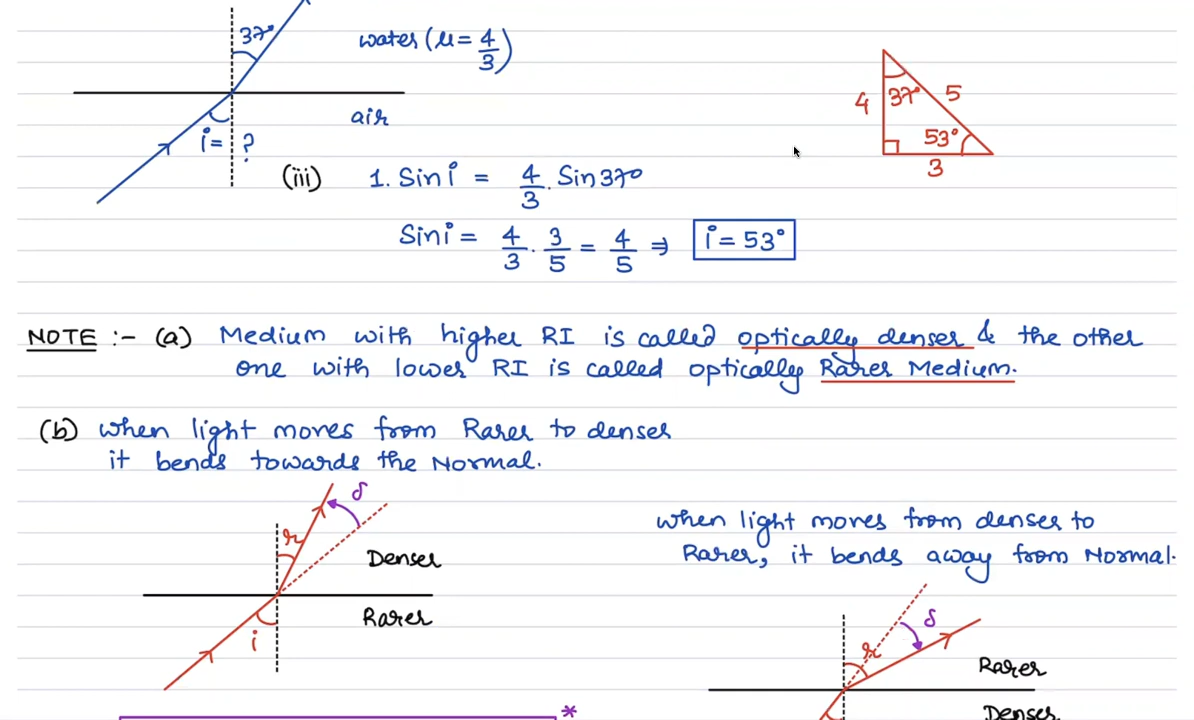 37°
water (μ = 4/3)
air
i = ?
4
37°
5
53°
3
(iii) 1. Sin i = 4/3 . Sin 37°
Sin i = 4/3 . 3/5 = 4/5 ⇒ i = 53°
NOTE :- (a) Medium with higher RI is called optically denser & the other
one with lower RI is called optically Rarer Medium.
(b) when light moves from Rarer to denser
it bends towards the Normal.
δ
r
Denser
Rarer
i
when light moves from denser to
Rarer, it bends away from Normal.
δ
r
Rarer
Denser
*